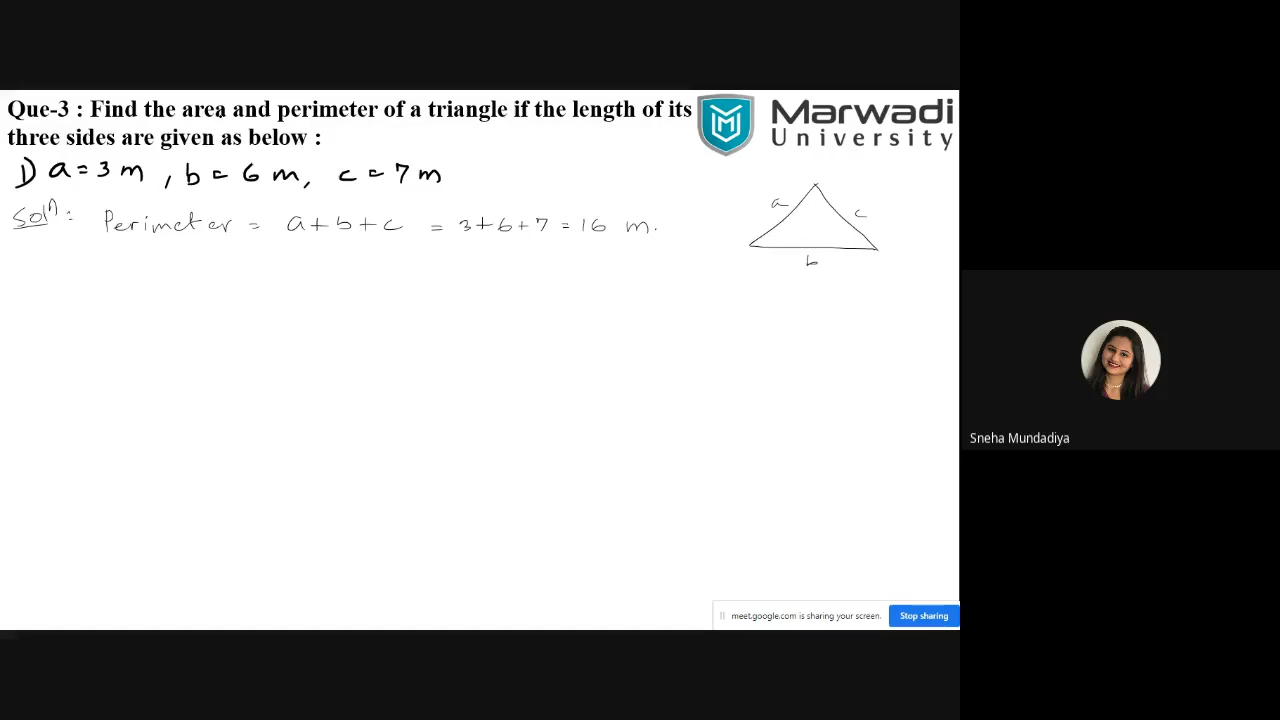 Que-3 : Find the area and perimeter of a triangle if the length of its
three sides are given as below :
Marwadi
University
1) a = 3 m , b = 6 m, c = 7 m
Solⁿ : Perimeter = a + b + c = 3 + 6 + 7 = 16 m.
a
c
b
Sneha Mundadiya
meet.google.com is sharing your screen. Stop sharing